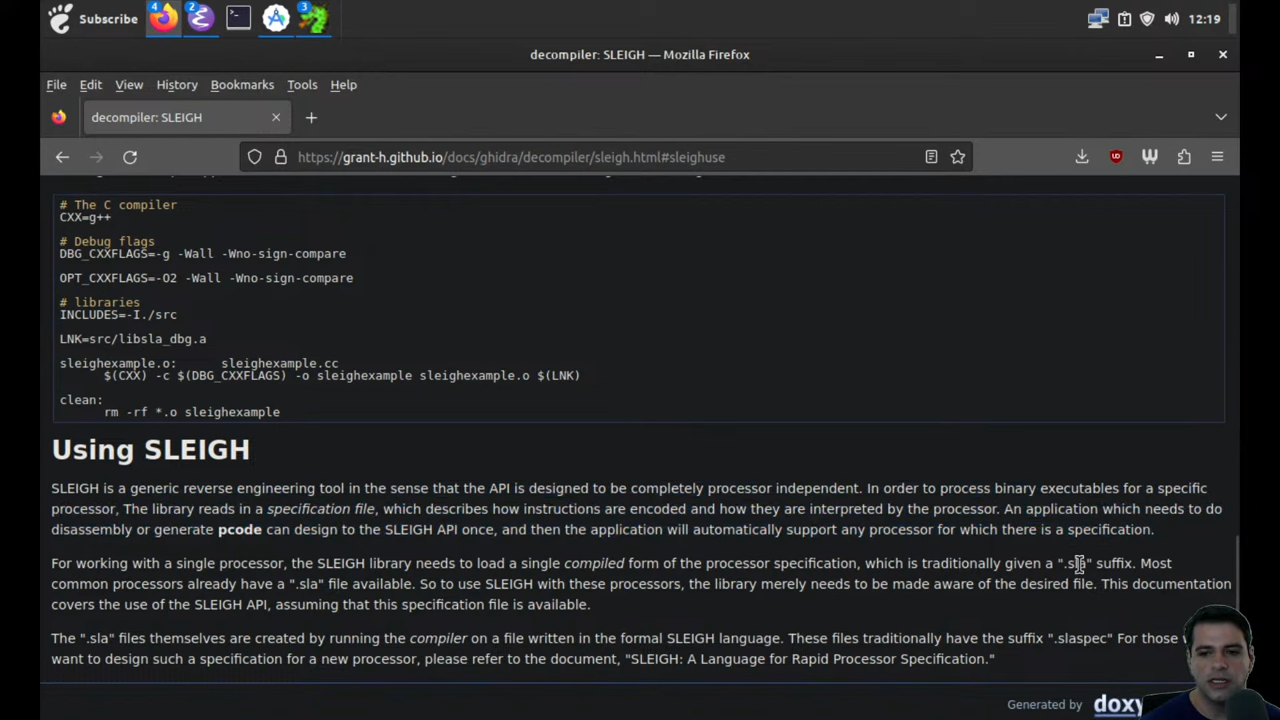 Subscribe
4
2
3
12:19
decompiler: SLEIGH — Mozilla Firefox
File Edit View History Bookmarks Tools Help
decompiler: SLEIGH
https://grant-h.github.io/docs/ghidra/decompiler/sleigh.html#sleighuse
# The C compiler
CXX=g++
# Debug flags
DBG_CXXFLAGS=-g -Wall -Wno-sign-compare
OPT_CXXFLAGS=-O2 -Wall -Wno-sign-compare
# libraries
INCLUDES=-I./src
LNK=src/libsla_dbg.a
sleighexample.o: sleighexample.cc
$(CXX) -c $(DBG_CXXFLAGS) -o sleighexample sleighexample.o $(LNK)
clean:
rm -rf *.o sleighexample
Using SLEIGH
SLEIGH is a generic reverse engineering tool in the sense that the API is designed to be completely processor independent. In order to process binary executables for a specific
processor, The library reads in a specification file, which describes how instructions are encoded and how they are interpreted by the processor. An application which needs to do
disassembly or generate pcode can design to the SLEIGH API once, and then the application will automatically support any processor for which there is a specification.
For working with a single processor, the SLEIGH library needs to load a single compiled form of the processor specification, which is traditionally given a ".sla" suffix. Most
common processors already have a ".sla" file available. So to use SLEIGH with these processors, the library merely needs to be made aware of the desired file. This documentation
covers the use of the SLEIGH API, assuming that this specification file is available.
The ".sla" files themselves are created by running the compiler on a file written in the formal SLEIGH language. These files traditionally have the suffix ".slaspec" For those
want to design such a specification for a new processor, please refer to the document, "SLEIGH: A Language for Rapid Processor Specification."
Generated by doxy